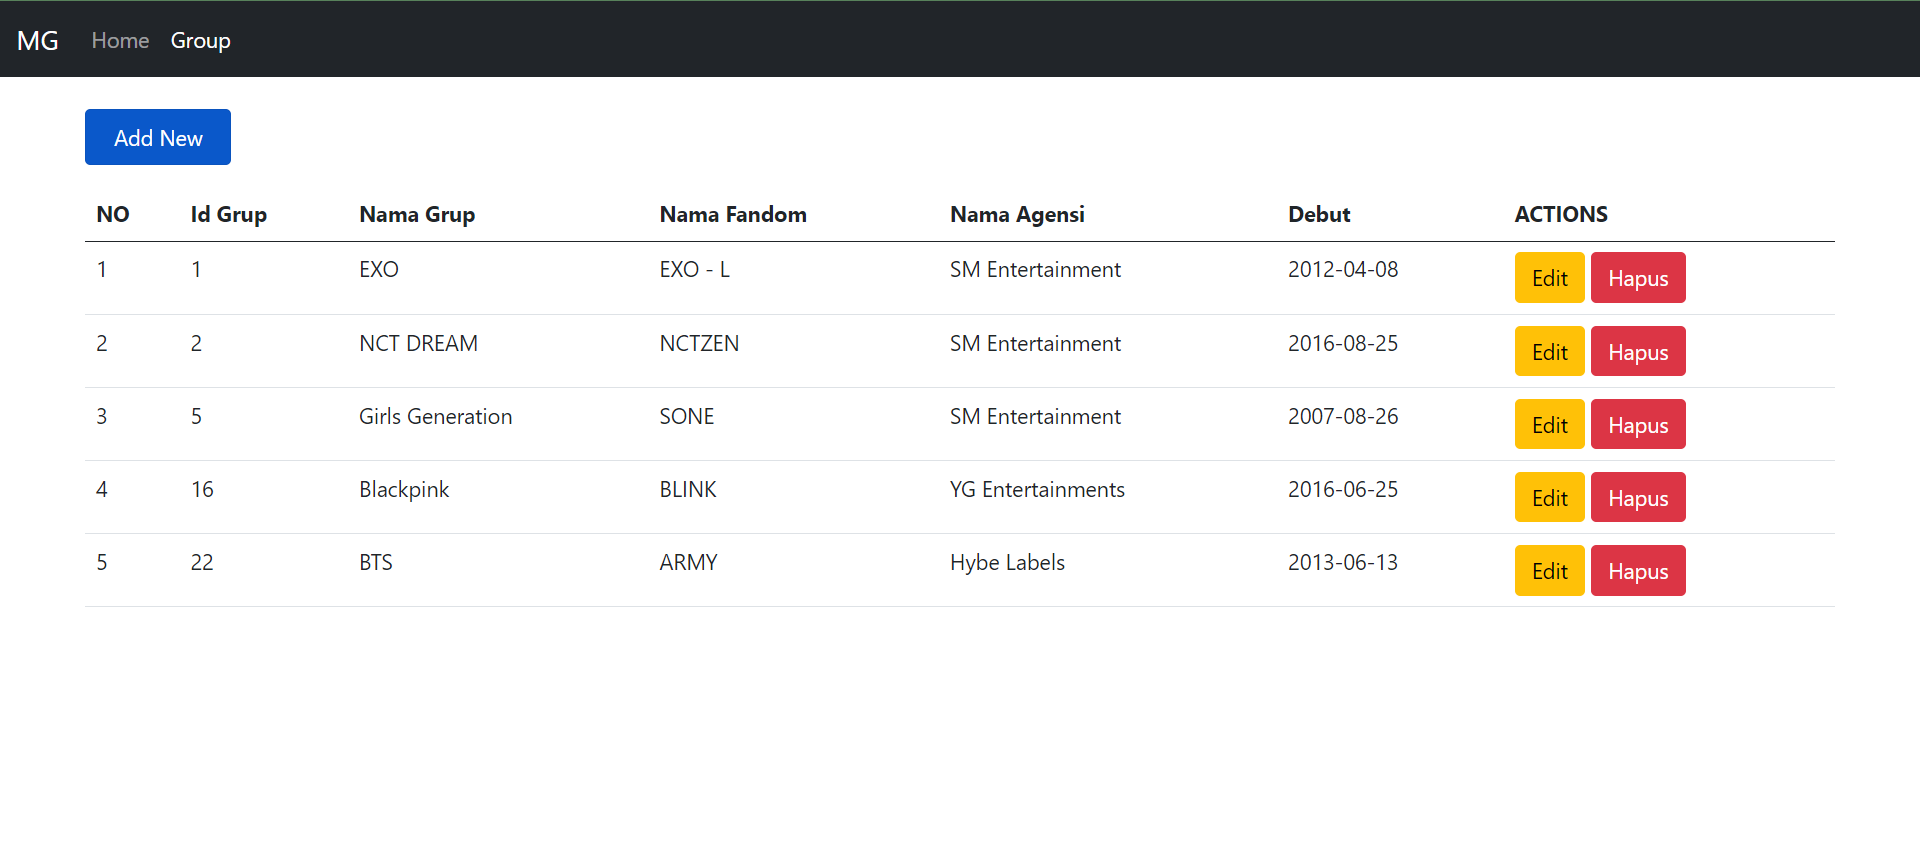 MG Home Group
Add New
NO Id Grup Nama Grup Nama Fandom Nama Agensi Debut ACTIONS
1 1 EXO EXO - L SM Entertainment 2012-04-08 Edit Hapus
2 2 NCT DREAM NCTZEN SM Entertainment 2016-08-25 Edit Hapus
3 5 Girls Generation SONE SM Entertainment 2007-08-26 Edit Hapus
4 16 Blackpink BLINK YG Entertainments 2016-06-25 Edit Hapus
5 22 BTS ARMY Hybe Labels 2013-06-13 Edit Hapus